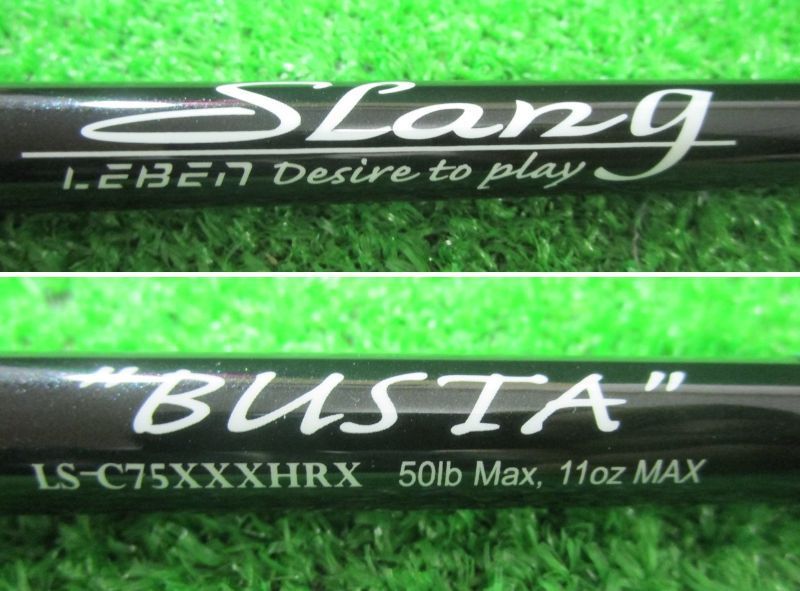 Slang
LEBEN Desire to play
"BUSTA"
LS-C75XXXHRX 50lb Max, 11oz MAX